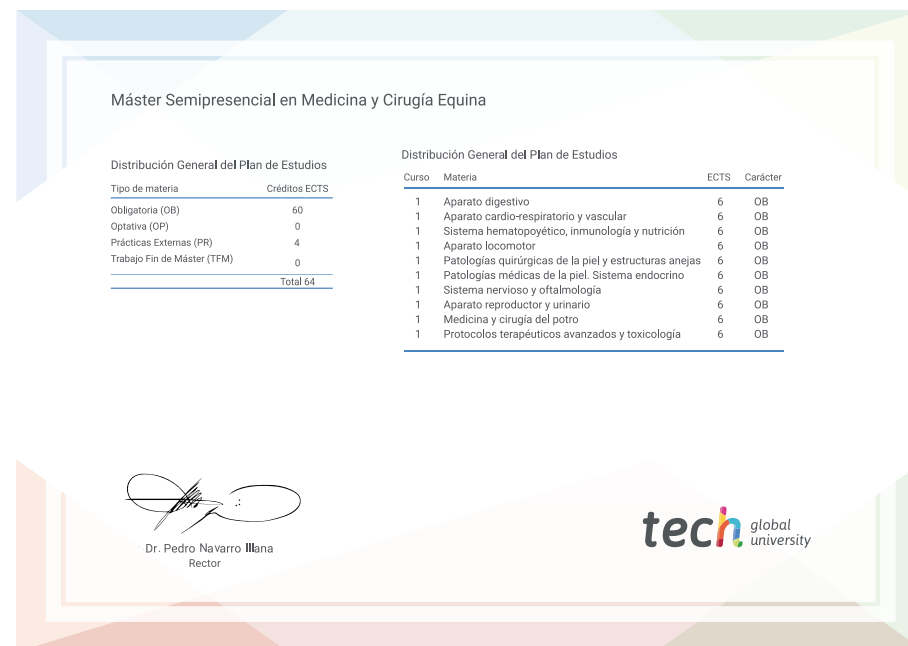 Máster Semipresencial en Medicina y Cirugía Equina
Distribución General del Plan de Estudios
Tipo de materia Créditos ECTS
Obligatoria (OB) 60
Optativa (OP) 0
Prácticas Externas (PR) 4
Trabajo Fin de Máster (TFM) 0
Total 64
Distribución General del Plan de Estudios
Curso Materia ECTS Carácter
1 Aparato digestivo 6 OB
1 Aparato cardio-respiratorio y vascular 6 OB
1 Sistema hematopoyético, inmunología y nutrición 6 OB
1 Aparato locomotor 6 OB
1 Patologías quirúrgicas de la piel y estructuras anejas 6 OB
1 Patologías médicas de la piel. Sistema endocrino 6 OB
1 Sistema nervioso y oftalmología 6 OB
1 Aparato reproductor y urinario 6 OB
1 Medicina y cirugía del potro 6 OB
1 Protocolos terapéuticos avanzados y toxicología 6 OB
Dr. Pedro Navarro Illana
Rector
tech global university